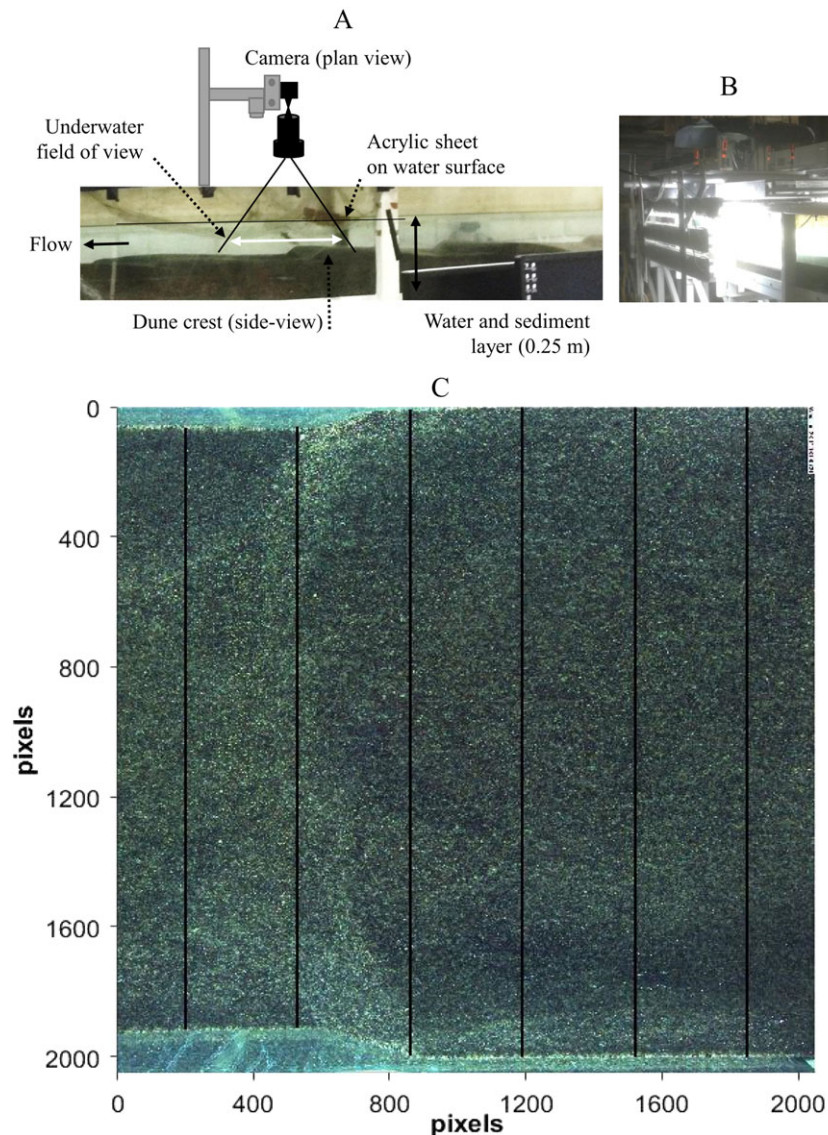 A
Camera (plan view)
B
Underwater
field of view
Acrylic sheet
on water surface
Flow
Dune crest (side-view)
Water and sediment
layer (0.25 m)
C
0
400
800
1200
1600
2000
pixels
0
400
800
1200
1600
2000
pixels